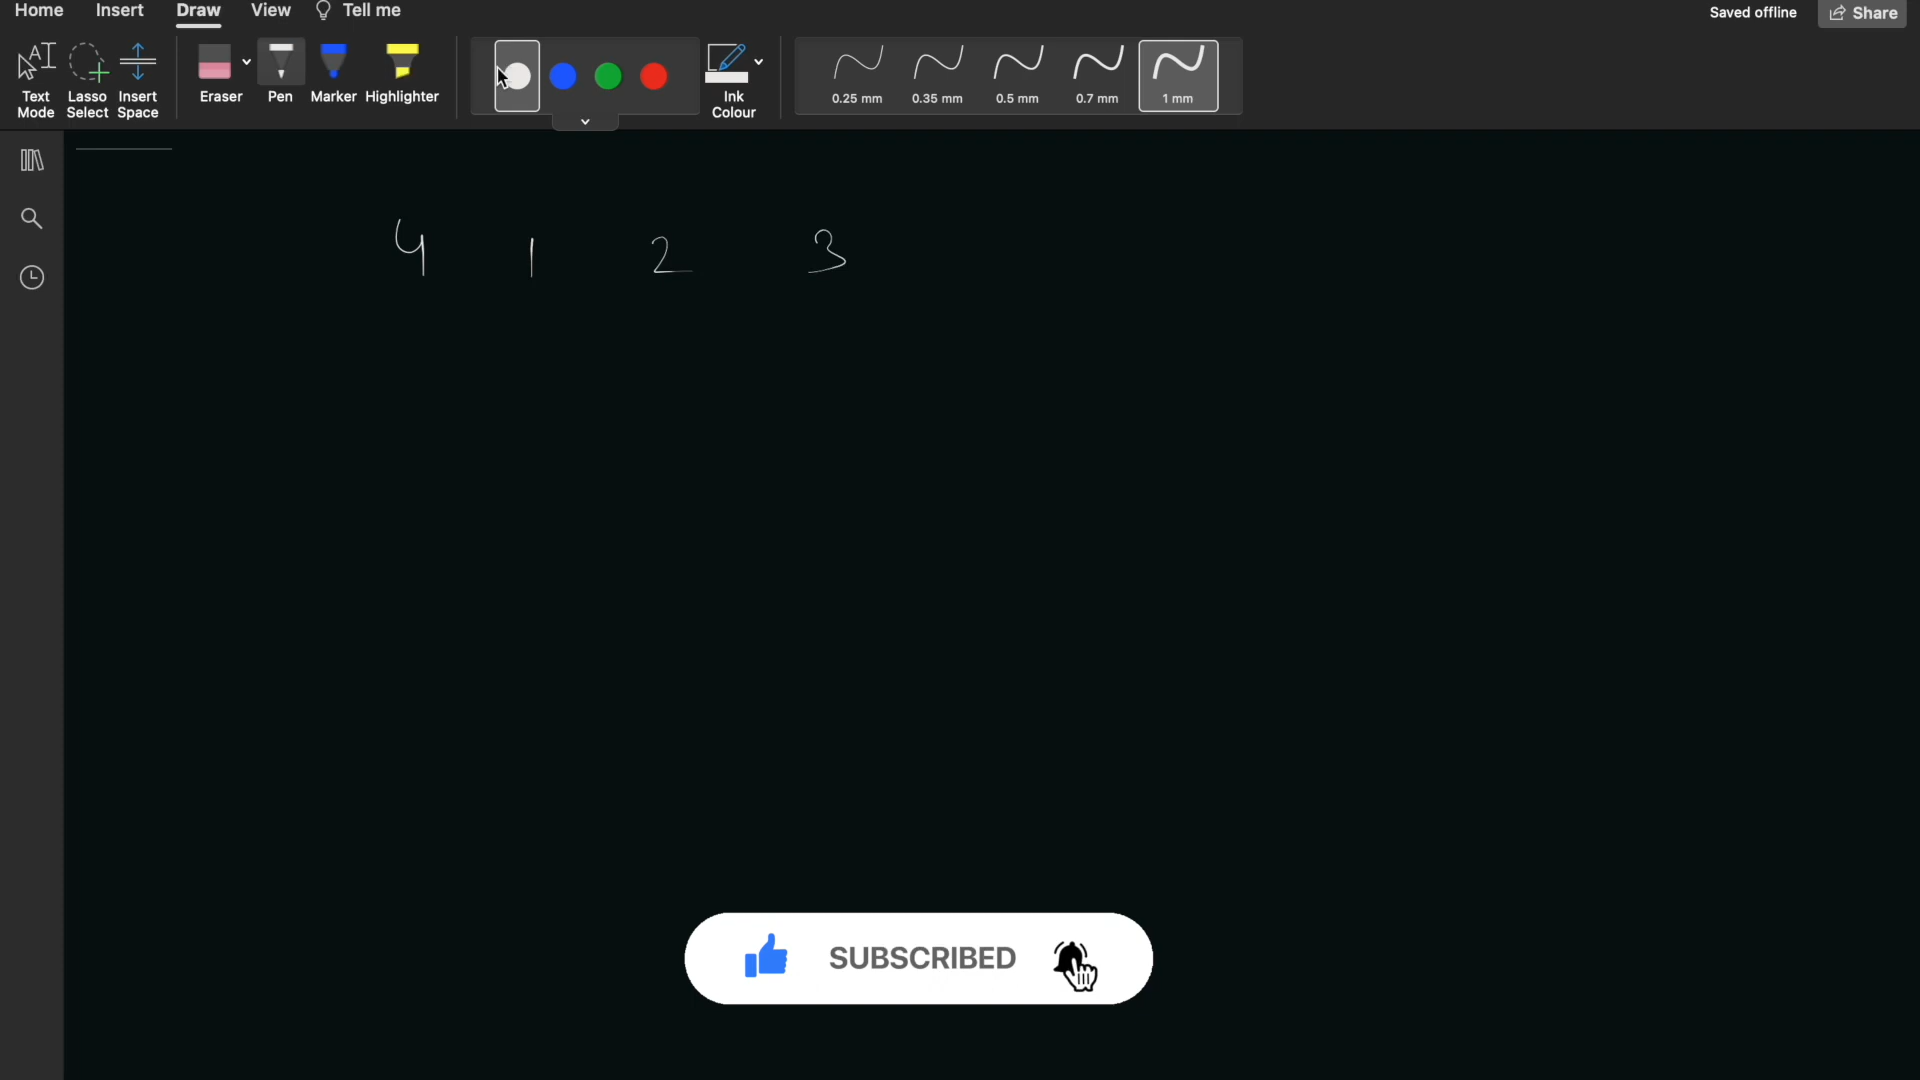 Home Insert Draw View Tell me Saved offline Share
Text Mode Lasso Select Insert Space Eraser Pen Marker Highlighter Ink Colour 0.25 mm 0.35 mm 0.5 mm 0.7 mm 1 mm
4 1 2 3
SUBSCRIBED